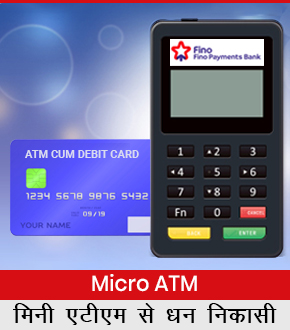 Fino
Fino Payments Bank
ATM CUM DEBIT CARD
1234 5678 9876 5432
09/19
YOUR NAME
1 ▲2 3
◄4 5 ►6
7 ▼8 9
Fn 0 CANCEL
ENTER
Micro ATM
मिनी एटीएम से धन निकासी